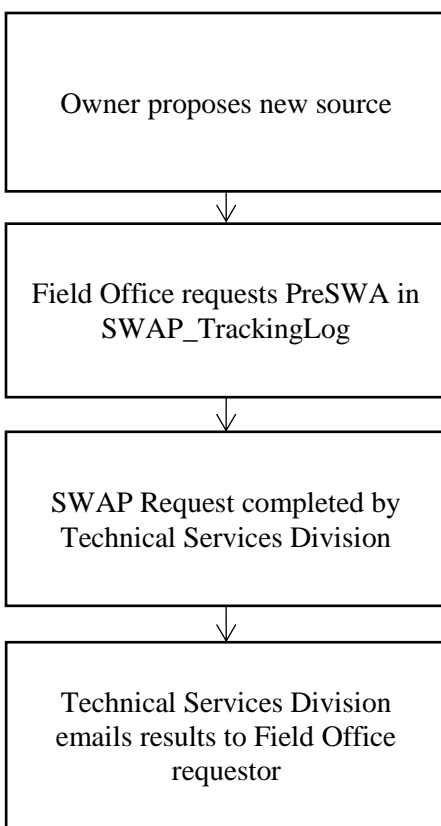 Owner proposes new source
Field Office requests PreSWA in
SWAP_TrackingLog
SWAP Request completed by
Technical Services Division
Technical Services Division
emails results to Field Office
requestor